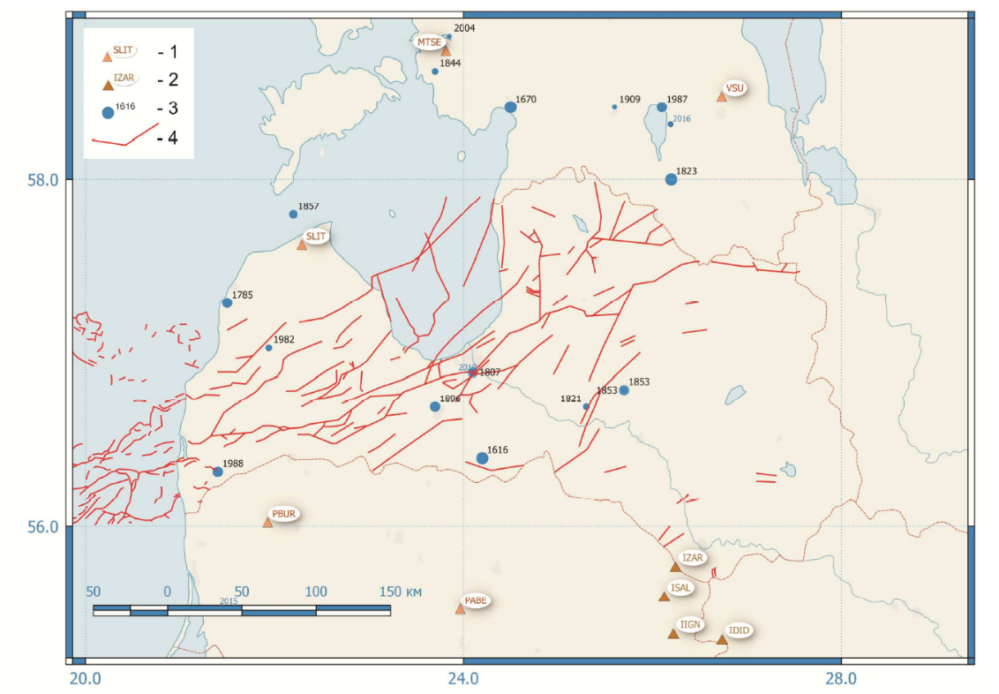 2004
MTSE
SLIT - 1
1844
IZAR - 2
VSU
1670
1909
1987
1616 - 3
2016
- 4
58.0
1823
1857
SLIT
1785
1982
1807
1853
1853
1821
1896
1616
1988
PBUR
56.0
IZAR
50 0 50 100 150 км
ISAL
2015
PABE
IIGN
IDID
20.0 24.0 28.0